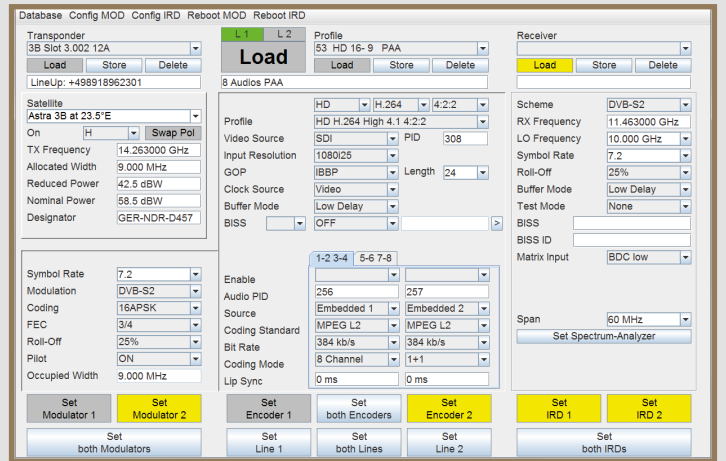 Database Config MOD Config IRD Reboot MOD Reboot IRD
Transponder
3B Slot 3.002 12A
Load Store Delete
LineUp: +498918962301
Satellite
Astra 3B at 23.5°E
On H Swap Pol
TX Frequency 14.263000 GHz
Allocated Width 9.000 MHz
Reduced Power 42.5 dBW
Nominal Power 58.5 dBW
Designator GER-NDR-D457
Symbol Rate 7.2
Modulation DVB-S2
Coding 16APSK
FEC 3/4
Roll-Off 25%
Pilot ON
Occupied Width 9.000 MHz
Set Modulator 1
Set Modulator 2
Set both Modulators
L 1 L 2
Load
Profile
53 HD 16- 9 PAA
Load Store Delete
8 Audios PAA
HD H.264 4:2:2
Profile HD H.264 High 4.1 4:2:2
Video Source SDI PID 308
Input Resolution 1080i25
GOP IBBP Length 24
Clock Source Video
Buffer Mode Low Delay
BISS OFF >
1-2 3-4 5-6 7-8
Enable
Audio PID 256 257
Source Embedded 1 Embedded 2
Coding Standard MPEG L2 MPEG L2
Bit Rate 384 kb/s 384 kb/s
Coding Mode 8 Channel 1+1
Lip Sync 0 ms 0 ms
Set Encoder 1
Set both Encoders
Set Encoder 2
Set Line 1
Set both Lines
Set Line 2
Receiver
Load Store Delete
Scheme DVB-S2
RX Frequency 11.463000 GHz
LO Frequency 10.000 GHz
Symbol Rate 7.2
Roll-Off 25%
Buffer Mode Low Delay
Test Mode None
BISS
BISS ID
Matrix Input BDC low
Span 60 MHz
Set Spectrum-Analyzer
Set IRD 1
Set IRD 2
Set both IRDs